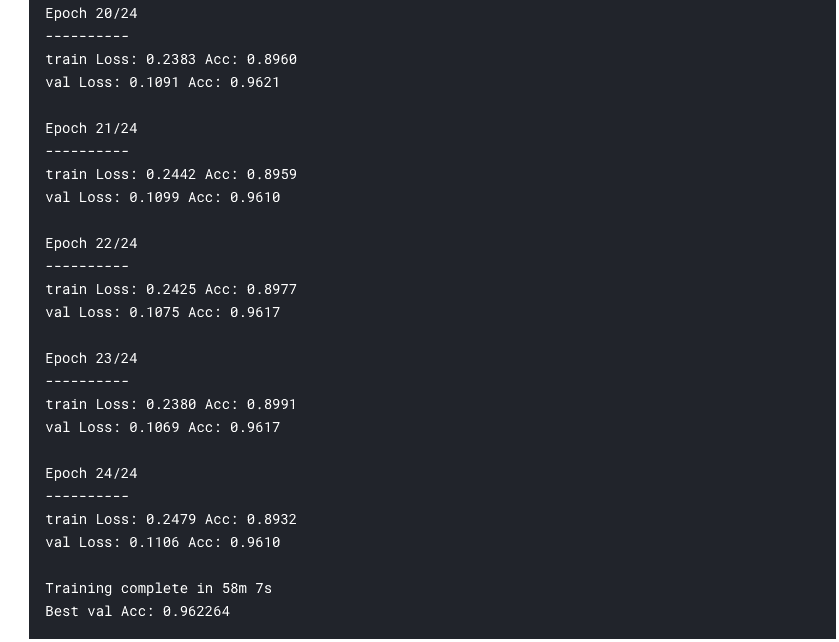 Epoch 20/24
----------
train Loss: 0.2383 Acc: 0.8960
val Loss: 0.1091 Acc: 0.9621
Epoch 21/24
----------
train Loss: 0.2442 Acc: 0.8959
val Loss: 0.1099 Acc: 0.9610
Epoch 22/24
----------
train Loss: 0.2425 Acc: 0.8977
val Loss: 0.1075 Acc: 0.9617
Epoch 23/24
----------
train Loss: 0.2380 Acc: 0.8991
val Loss: 0.1069 Acc: 0.9617
Epoch 24/24
----------
train Loss: 0.2479 Acc: 0.8932
val Loss: 0.1106 Acc: 0.9610
Training complete in 58m 7s
Best val Acc: 0.962264